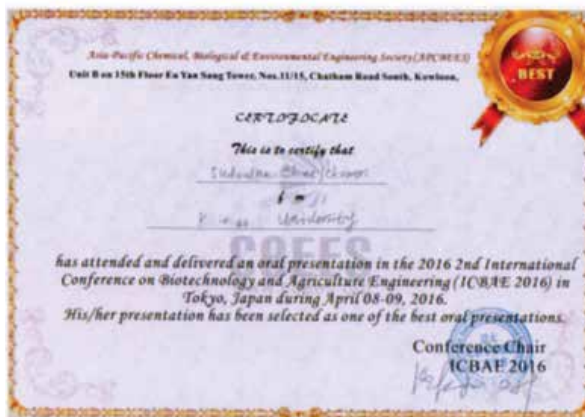 BEST
Asia-Pacific Chemical, Biological & Environmental Engineering Society(APCBEES)
Unit B on 15th Floor Eu Yan Sang Tower, Nos.11/15, Chatham Road South, Kowloon,
CERTIFICATE
This is to certify that
University
has attended and delivered an oral presentation in the 2016 2nd International
Conference on Biotechnology and Agriculture Engineering (ICBAE 2016) in
Tokyo, Japan during April 08-09, 2016.
His/her presentation has been selected as one of the best oral presentations.
Conference Chair
ICBAE 2016